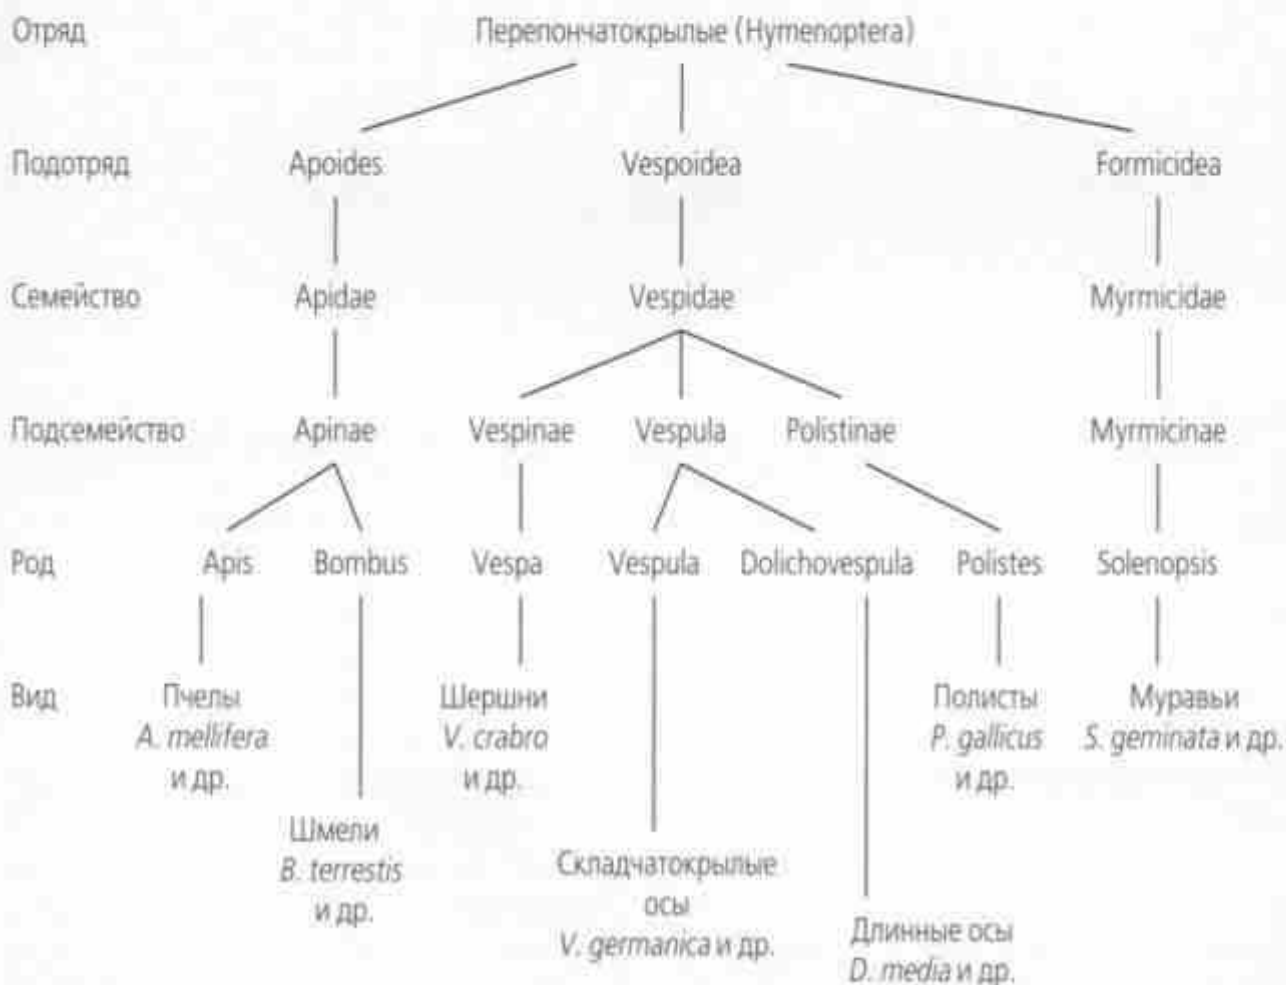 Отряд Перепончатокрылые (Hymenoptera)
Подотряд Apoides Vespoidea Formicidea
Семейство Apidae Vespidae Myrmicidae
Подсемейство Apinae Vespinae Vespula Polistinae Myrmicinae
Род Apis Bombus Vespa Vespula Dolichovespula Polistes Solenopsis
Вид Пчелы Шершни Полисты Муравьи
A. mellifera V. crabro P. gallicus S. geminata и др.
и др. и др. и др.
Шмели
B. terrestis
и др.
Складчатокрылые
осы
V. germanica и др.
Длинные осы
D. media и др.